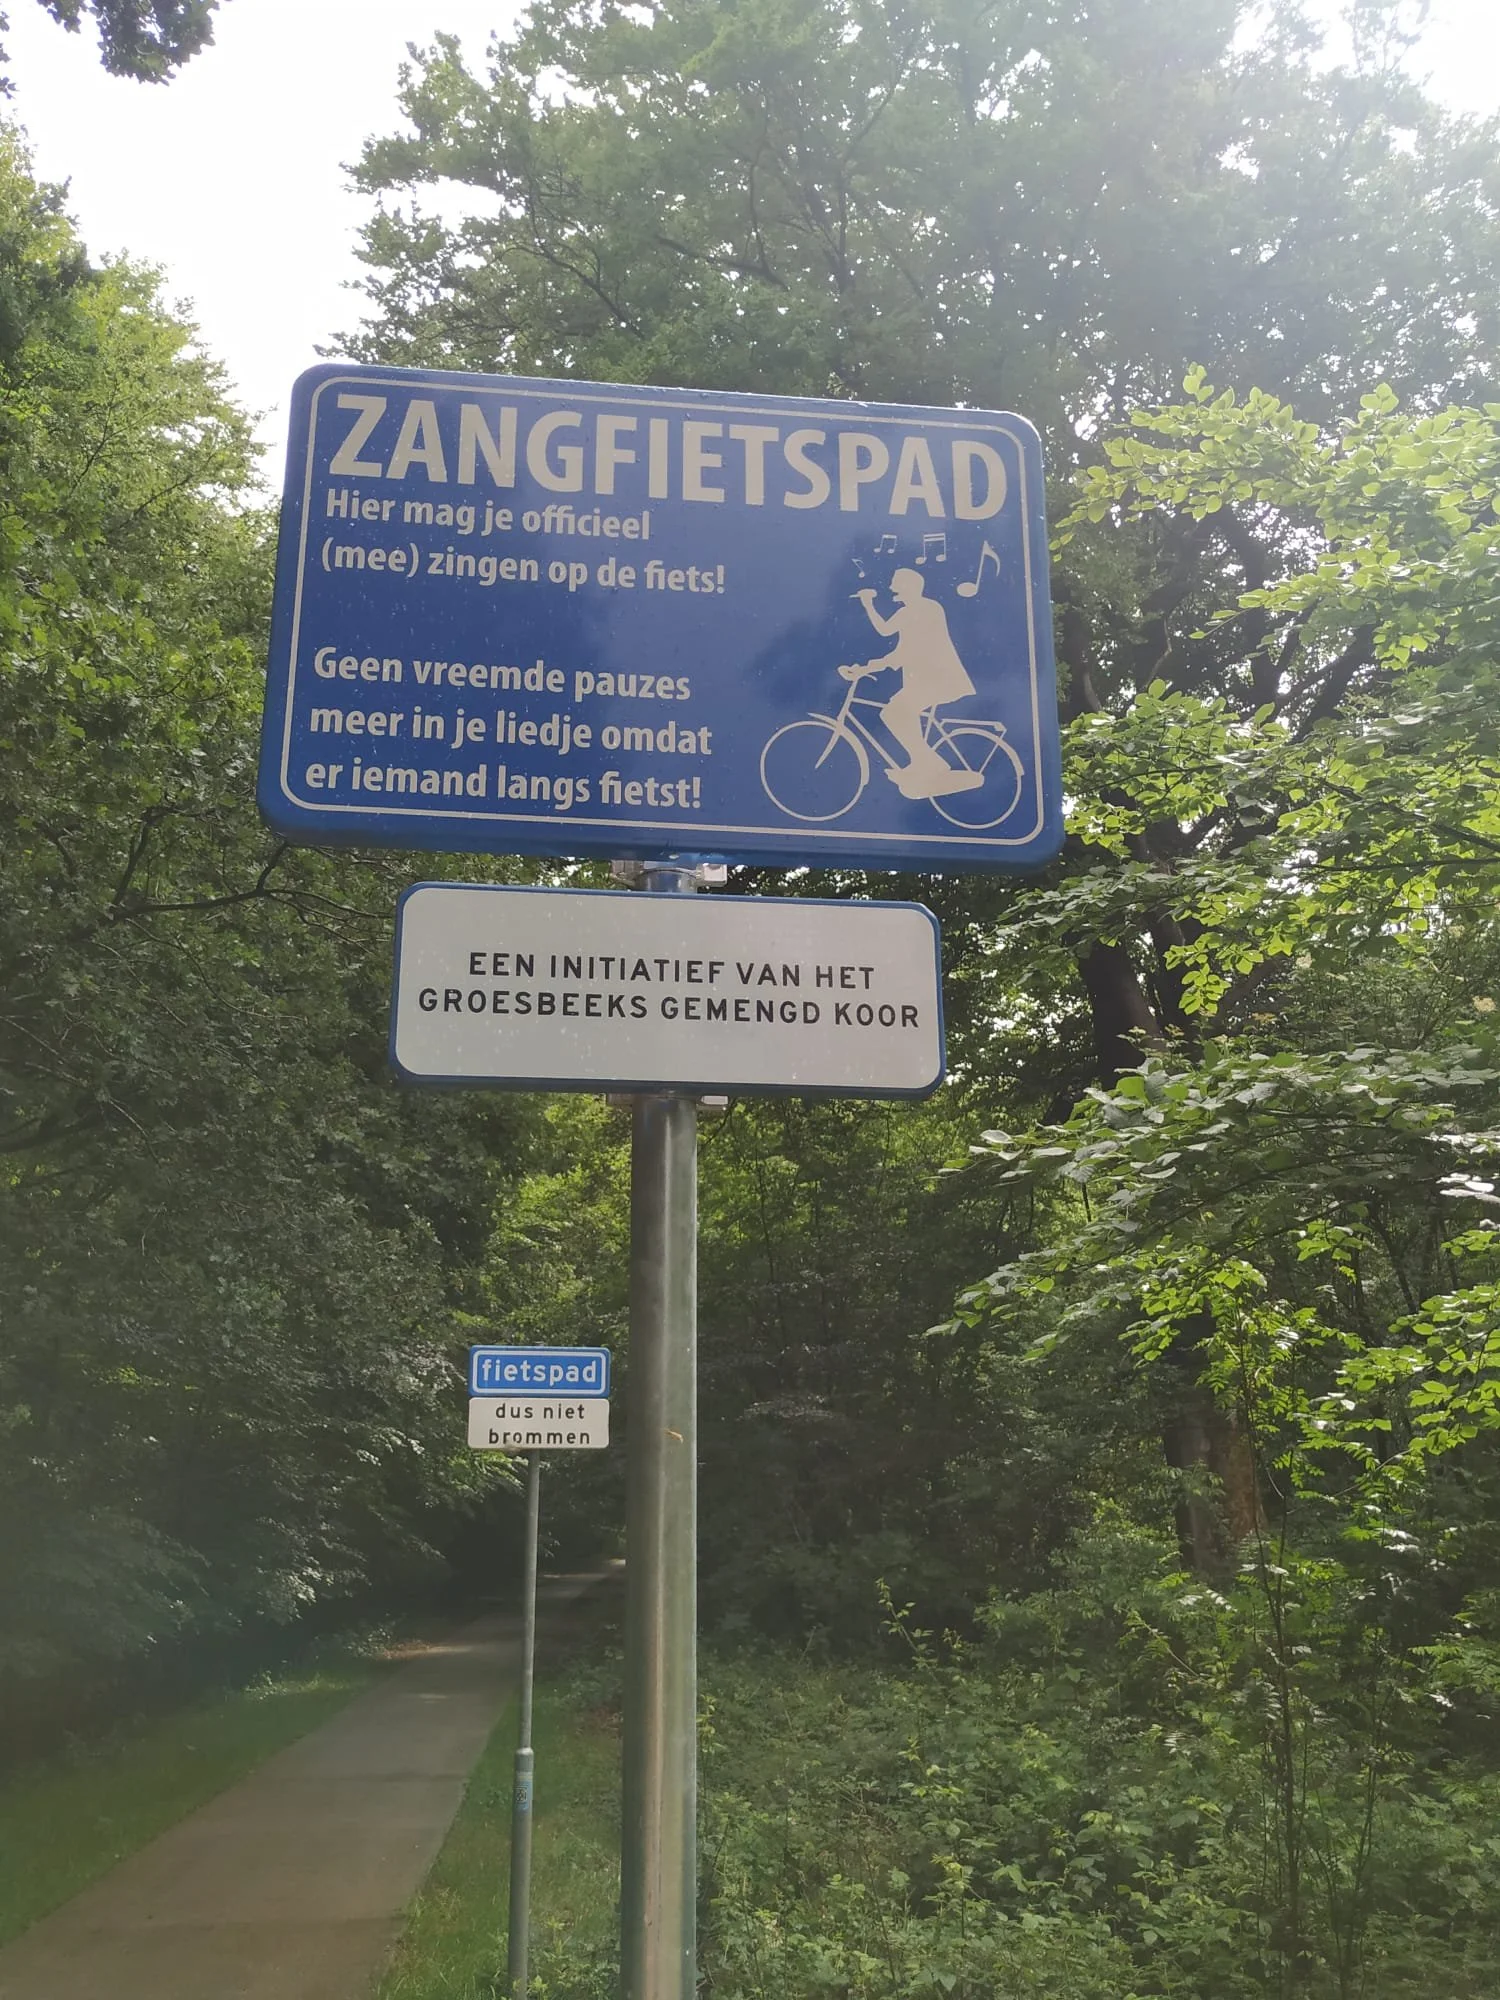 ZANGFIETSPAD
Hier mag je officieel
(mee) zingen op de fiets!
Geen vreemde pauzes
meer in je liedje omdat
er iemand langs fietst!
EEN INITIATIEF VAN HET
GROESBEEKS GEMENGD KOOR
fietspad
dus niet
brommen